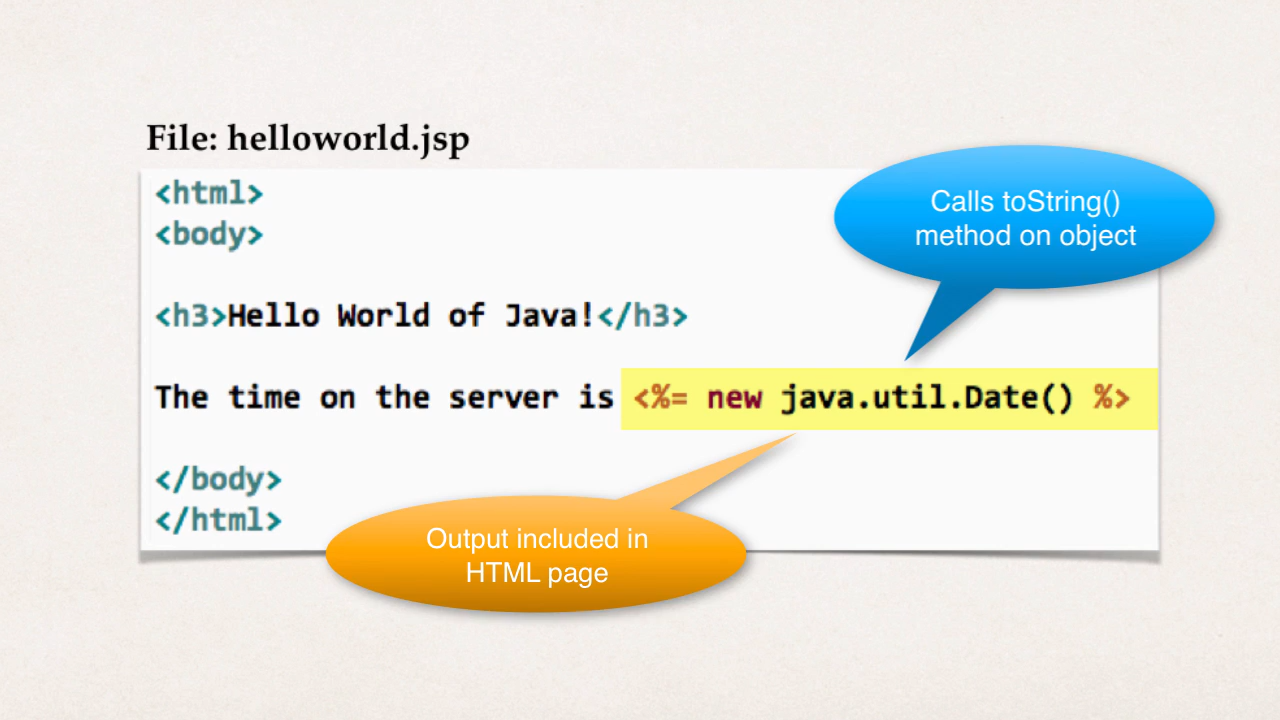 File: helloworld.jsp
<html>
<body>
<h3>Hello World of Java!</h3>
The time on the server is <%= new java.util.Date() %>
</body>
</html>
Calls toString()
method on object
Output included in
HTML page